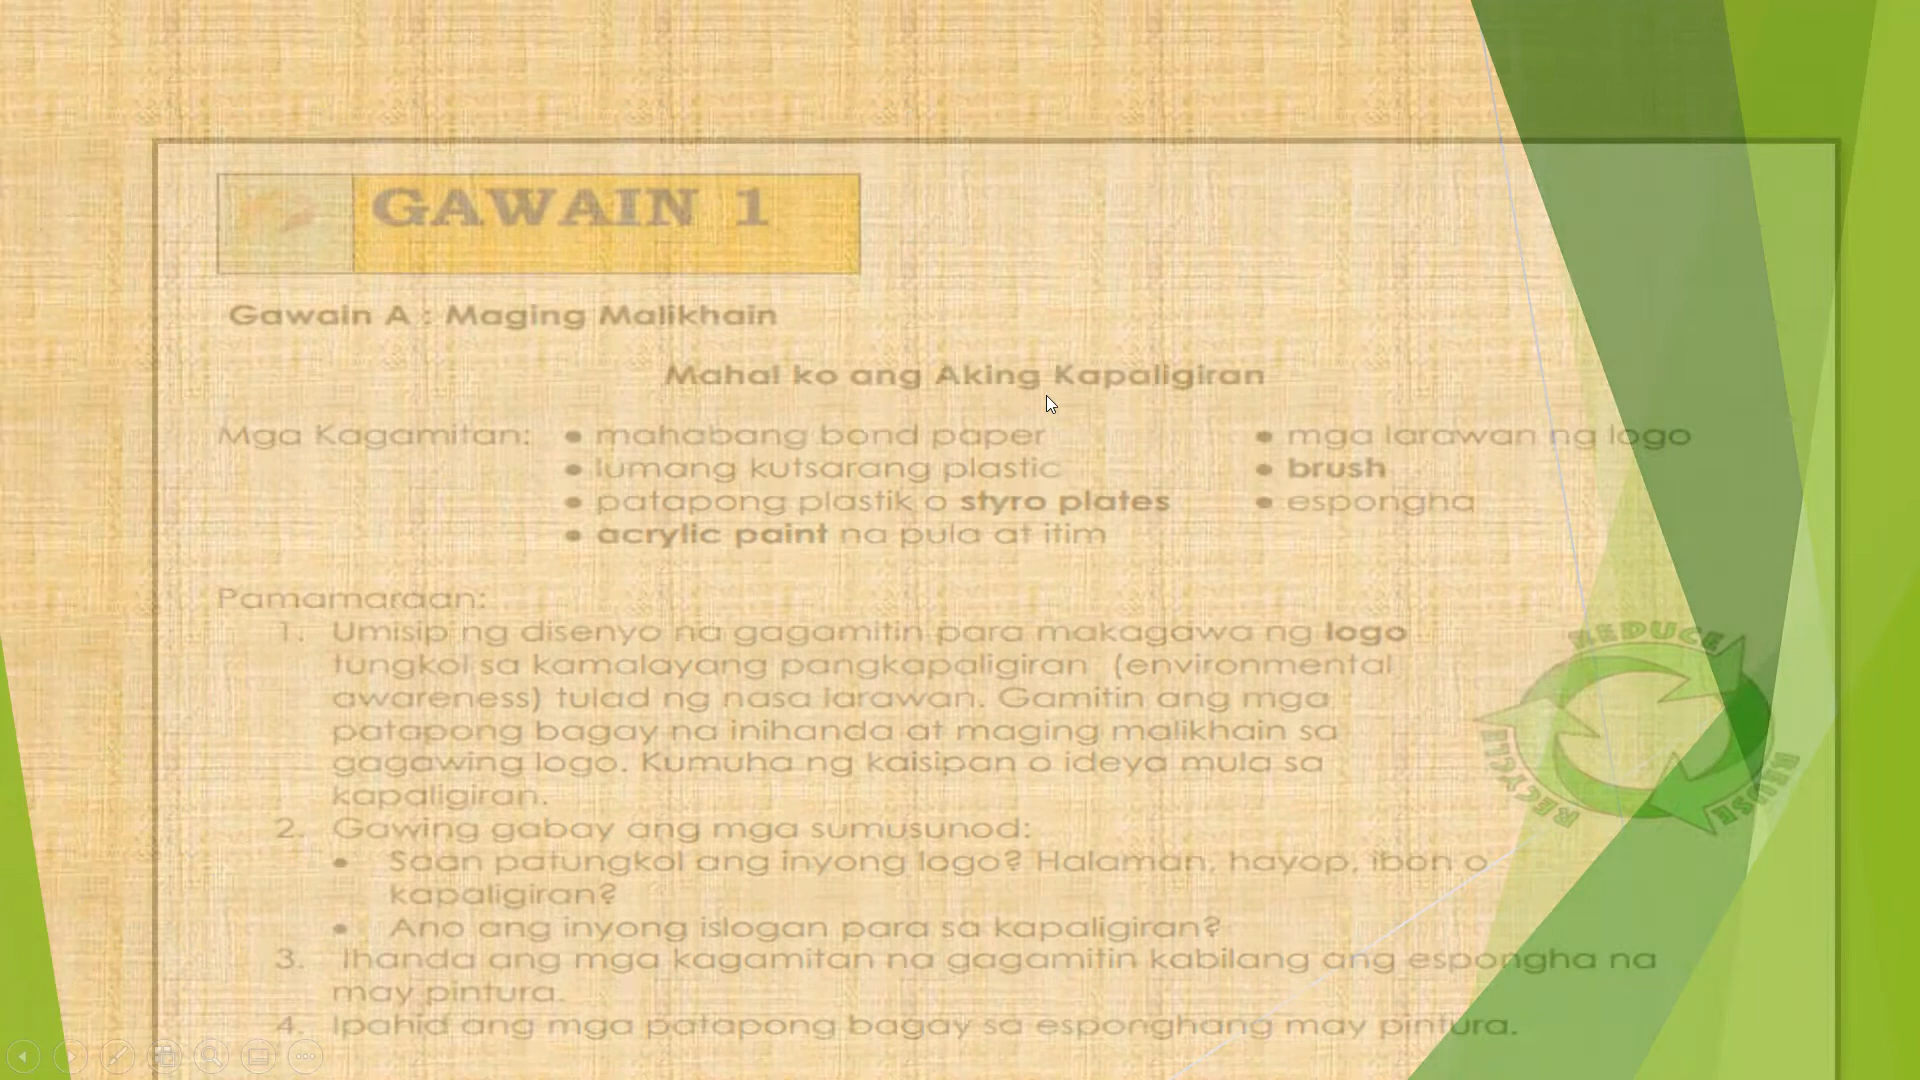 GAWAIN 1
Gawain A : Maging Malikhain
Mahal ko ang Aking Kapaligiran
Mga Kagamitan: • mahabang bond paper • mga larawan ng logo
• lumang kutsarang plastic • brush
• patapong plastik o styro plates • espongha
• acrylic paint na pula at itim
Pamamaraan:
1. Umisip ng disenyo na gagamitin para makagawa ng logo
tungkol sa kamalayang pangkapaligiran (environmental
awareness) tulad ng nasa larawan. Gamitin ang mga
patapong bagay na inihanda at maging malikhain sa
gagawing logo. Kumuha ng kaisipan o ideya mula sa
kapaligiran.
2. Gawing gabay ang mga sumusunod:
• Saan patungkol ang inyong logo? Halaman, hayop, ibon o
kapaligiran?
• Ano ang inyong islogan para sa kapaligiran?
3. Ihanda ang mga kagamitan na gagamitin kabilang ang espongha na
may pintura.
4. Ipahid ang mga patapong bagay sa esponghang may pintura.
REDUCE
REUSE
RECYCLE